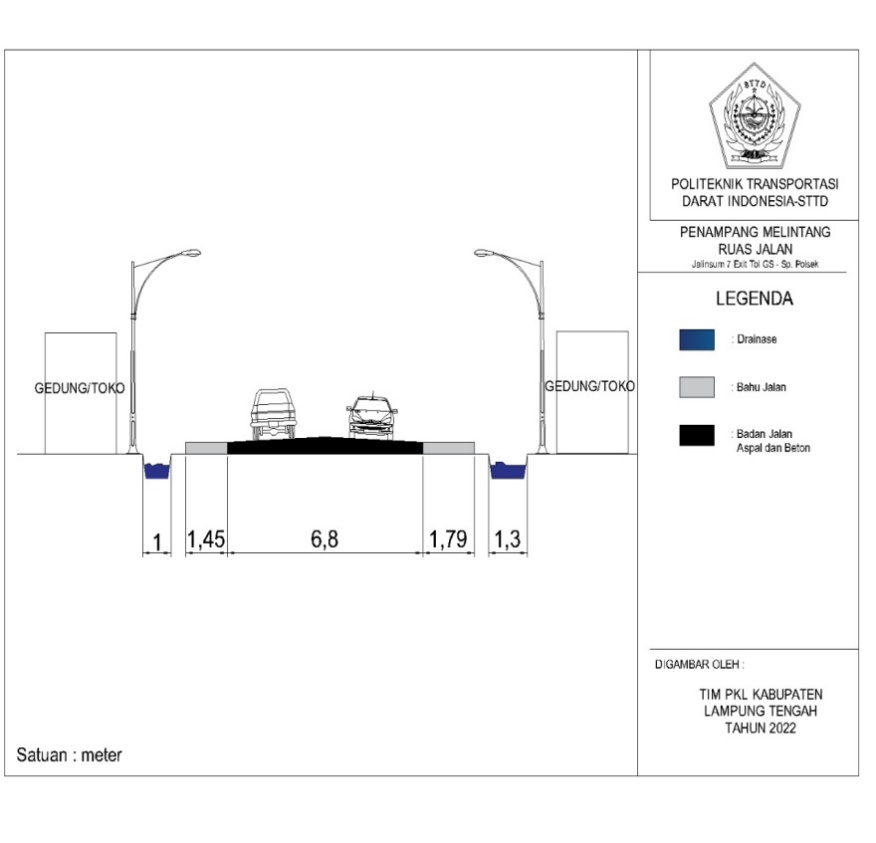 STTD
POLITEKNIK TRANSPORTASI
DARAT INDONESIA-STTD
PENAMPANG MELINTANG
RUAS JALAN
Jalinsum 7 Exit Tol GS - Sp. Polsek
LEGENDA
: Drainase
: Bahu Jalan
: Badan Jalan
Aspal dan Beton
GEDUNG/TOKO
GEDUNG/TOKO
1
1,45
6,8
1,79
1,3
DIGAMBAR OLEH :
TIM PKL KABUPATEN
LAMPUNG TENGAH
TAHUN 2022
Satuan : meter